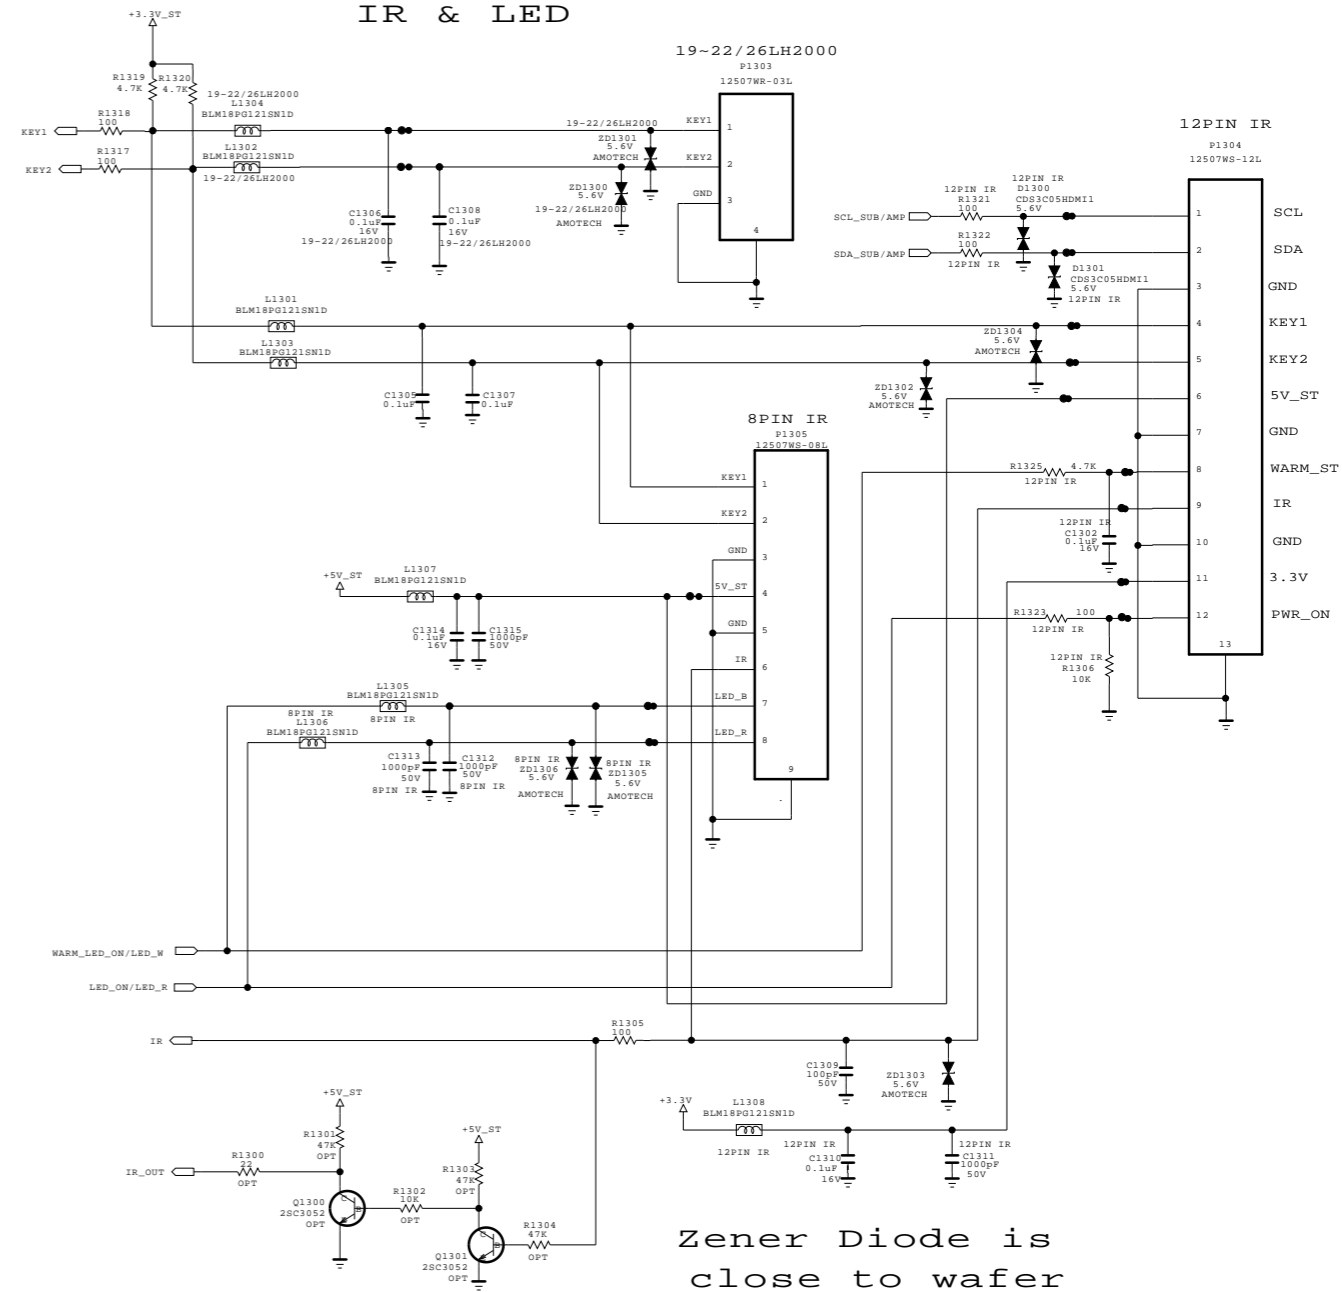 IR & LED
+3.3V_ST
R1319
4.7K
R1320
4.7K
19-22/26LH2000
L1304
BLM18PG121SN1D
R1318
100
KEY1
R1317
100
KEY2
L1302
BLM18PG121SN1D
19-22/26LH2000
C1306
0.1uF
16V
19-22/26LH2000
C1308
0.1uF
16V
19-22/26LH2000
19-22/26LH2000
ZD1301
5.6V
AMOTECH
ZD1300
5.6V
19-22/26LH2000
AMOTECH
19~22/26LH2000
P1303
12507WR-03L
KEY1
1
KEY2
2
GND
3
4
12PIN IR
P1304
12507WS-12L
12PIN IR
R1321
100
SCL_SUB/AMP
12PIN IR
D1300
CDS3C05HDMI1
5.6V
R1322
100
SDA_SUB/AMP
12PIN IR
D1301
CDS3C05HDMI1
5.6V
12PIN IR
1
SCL
2
SDA
3
GND
4
KEY1
5
KEY2
6
5V_ST
7
GND
8
WARM_ST
9
IR
10
GND
11
3.3V
12
PWR_ON
13
L1301
BLM18PG121SN1D
L1303
BLM18PG121SN1D
C1305
0.1uF
C1307
0.1uF
ZD1304
5.6V
AMOTECH
ZD1302
5.6V
AMOTECH
R1325
4.7K
12PIN IR
12PIN IR
C1302
0.1uF
16V
R1323
100
12PIN IR
12PIN IR
R1306
10K
8PIN IR
P1305
12507WS-08L
KEY1
1
KEY2
2
GND
3
5V_ST
4
GND
5
IR
6
LED_B
7
LED_R
8
9
+5V_ST
L1307
BLM18PG121SN1D
C1314
0.1uF
16V
C1315
1000pF
50V
L1305
BLM18PG121SN1D
8PIN IR
8PIN IR
L1306
BLM18PG121SN1D
C1313
1000pF
50V
8PIN IR
C1312
1000pF
50V
8PIN IR
8PIN IR
ZD1306
5.6V
AMOTECH
8PIN IR
ZD1305
5.6V
AMOTECH
WARM_LED_ON/LED_W
LED_ON/LED_R
IR
R1305
100
C1309
100pF
50V
ZD1303
5.6V
AMOTECH
+3.3V
L1308
BLM18PG121SN1D
12PIN IR
12PIN IR
C1310
0.1uF
16V
12PIN IR
C1311
1000pF
50V
+5V_ST
R1301
47K
OPT
IR_OUT
R1300
22
OPT
Q1300
2SC3052
OPT
C
B
R1302
10K
OPT
+5V_ST
R1303
47K
OPT
Q1301
2SC3052
OPT
C
B
R1304
47K
OPT
Zener Diode is
close to wafer